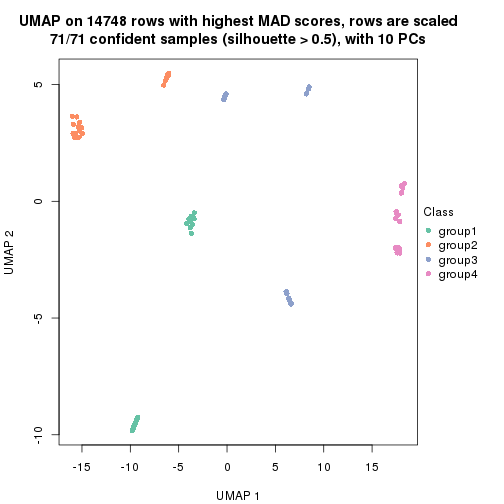 UMAP on 14748 rows with highest MAD scores, rows are scaled
71/71 confident samples (silhouette > 0.5), with 10 PCs
5
0
-5
-10
UMAP 2
-15
-10
-5
0
5
10
15
UMAP 1
Class
group1
group2
group3
group4